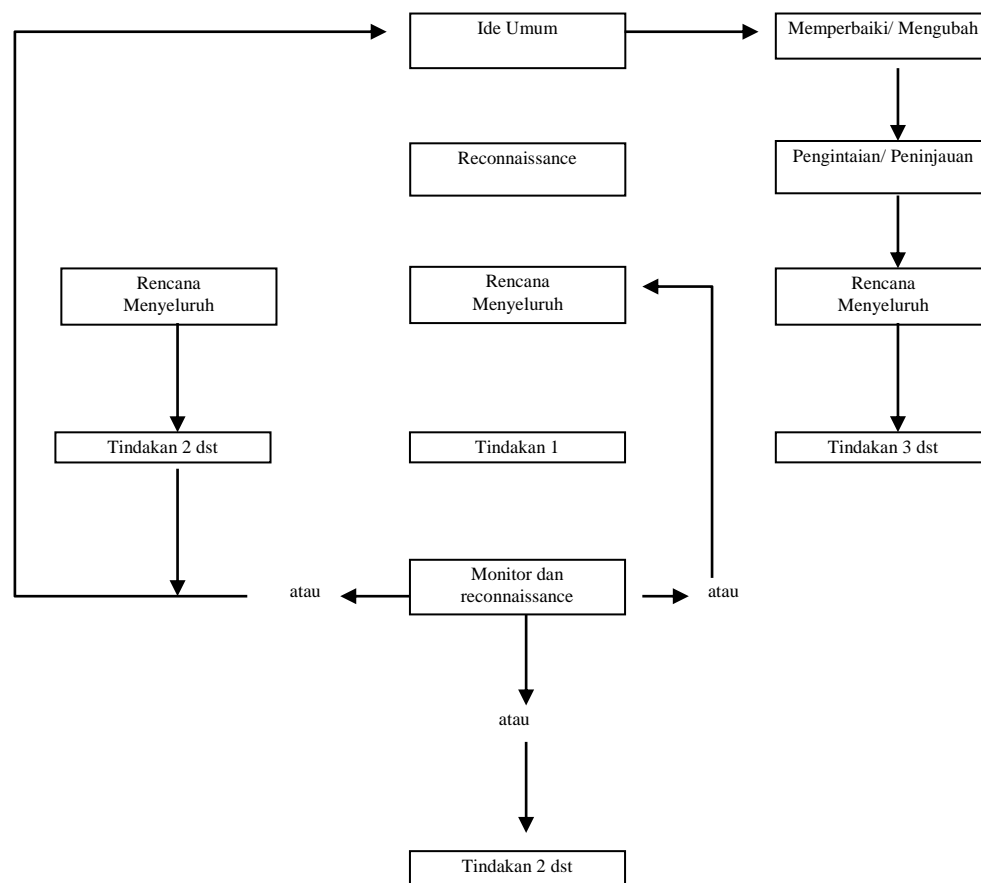 Ide Umum
Memperbaiki/ Mengubah
Reconnaissance
Pengintaian/ Peninjauan
Rencana
Menyeluruh
Rencana
Menyeluruh
Rencana
Menyeluruh
Tindakan 2 dst
Tindakan 1
Tindakan 3 dst
atau
Monitor dan
reconnaissance
atau
atau
Tindakan 2 dst